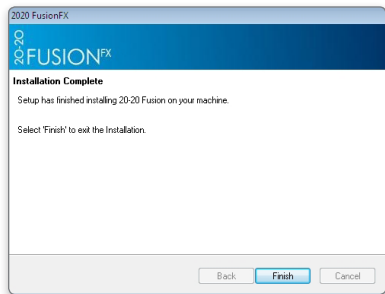 2020 FusionFX
20-20 FUSION FX
Installation Complete
Setup has finished installing 20-20 Fusion on your machine.
Select 'Finish' to exit the Installation.
Back Finish Cancel